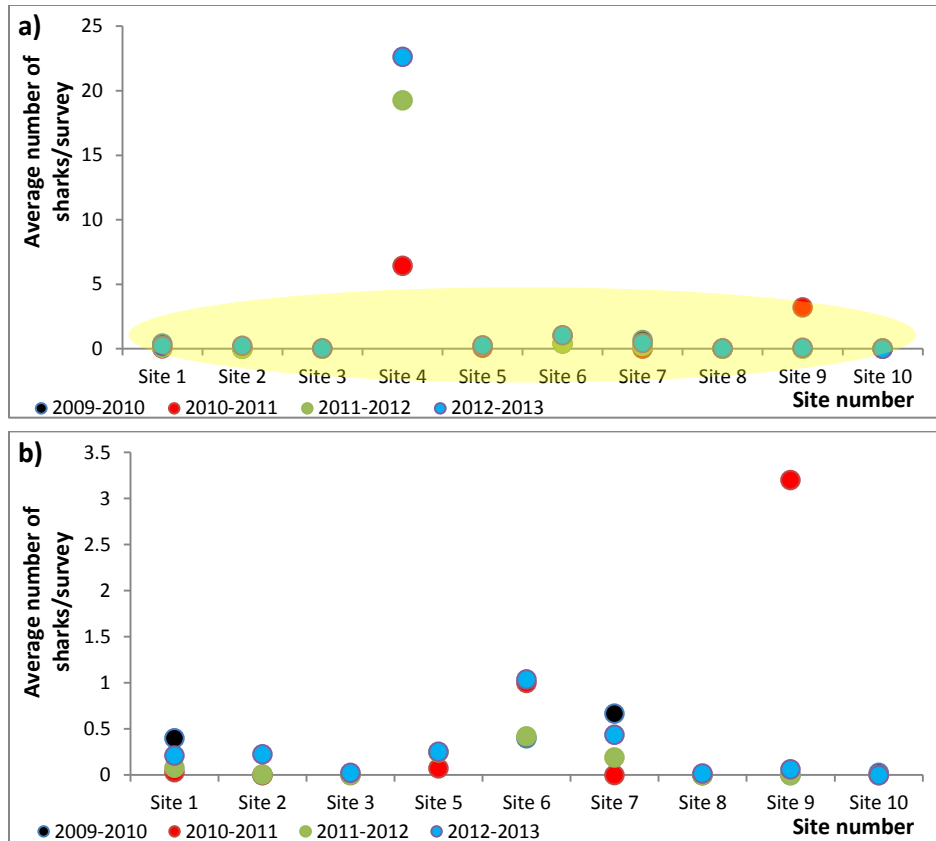 a)
Average number of
sharks/survey
25
20
15
10
5
0
Site 1 Site 2 Site 3 Site 4 Site 5 Site 6 Site 7 Site 8 Site 9 Site 10
Site number
2009-2010 2010-2011 2011-2012 2012-2013
b)
Average number of
sharks/survey
3.5
3
2.5
2
1.5
1
0.5
0
Site 1 Site 2 Site 3 Site 5 Site 6 Site 7 Site 8 Site 9 Site 10
Site number
2009-2010 2010-2011 2011-2012 2012-2013